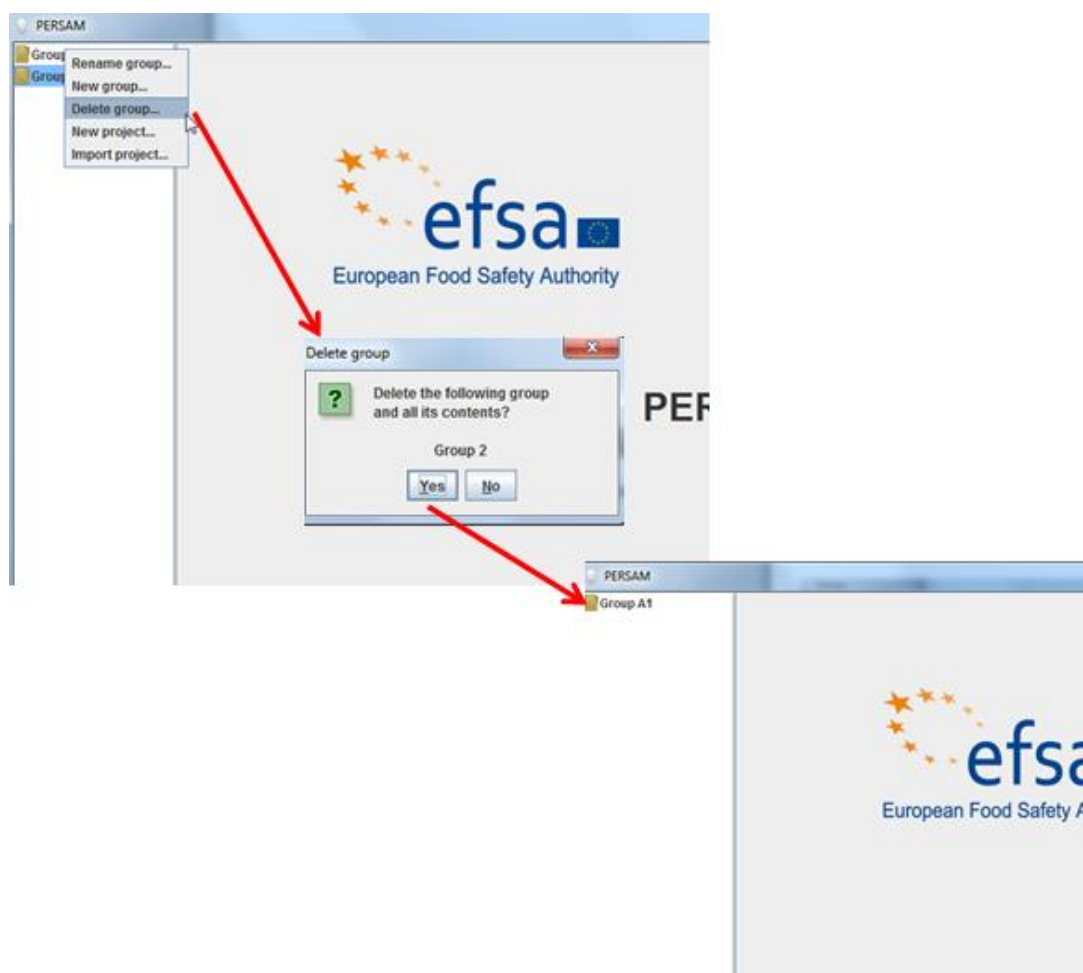 PERSAM
Group
Group
Rename group...
New group...
Delete group...
New project...
Import project...
efsa
European Food Safety Authority
Delete group
?
Delete the following group
and all its contents?
Group 2
Yes No
PER
PERSAM
Group A1
efsa
European Food Safety A